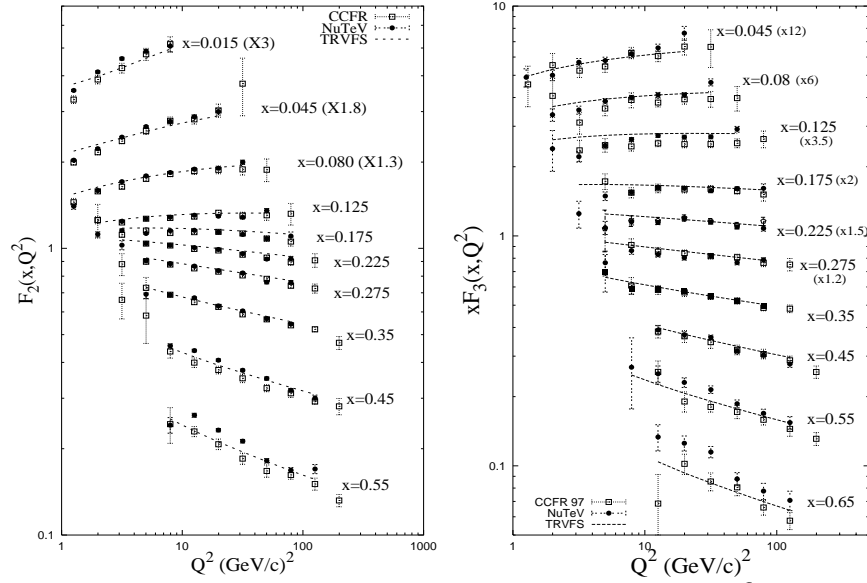 CCFR
NuTeV
TRVFS
x=0.015 (X3)
x=0.045 (X1.8)
x=0.080 (X1.3)
x=0.125
x=0.175
x=0.225
x=0.275
x=0.35
x=0.45
x=0.55
F₂(x,Q²)
1
0.1
1
10
100
1000
Q² (GeV/c)²
x=0.045 (x12)
x=0.08 (x6)
x=0.125
(x3.5)
x=0.175 (x2)
x=0.225
(x1.5)
x=0.275
(x1.2)
x=0.35
x=0.45
x=0.55
x=0.65
CCFR 97
NuTeV
TRVFS
xF₃(x,Q²)
10
1
0.1
1
10
100
Q² (GeV/c)²